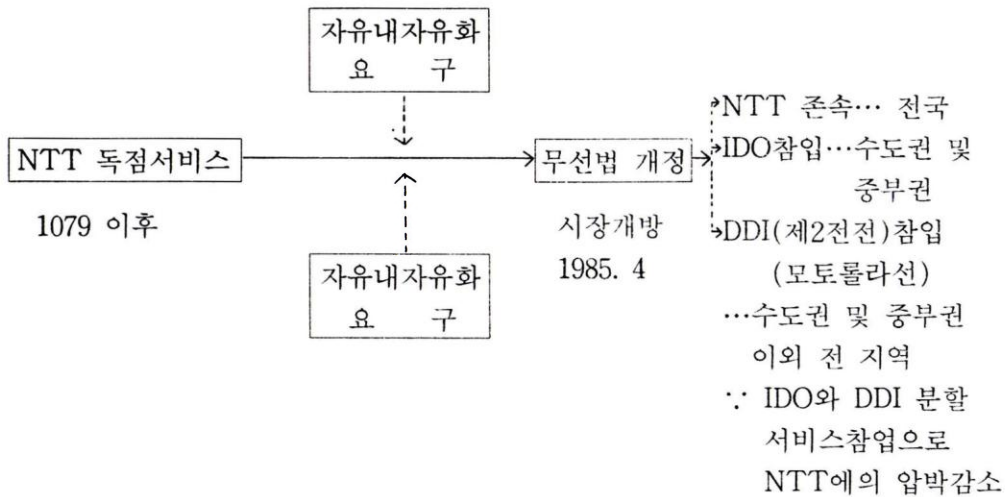 자유내자유화
요 구
NTT 독점서비스
1079 이후
자유내자유화
요 구
무선법 개정
시장개방
1985. 4
NTT 존속… 전국
IDO참입…수도권 및
중부권
DDI(제2전전)참입
(모토롤라선)
…수도권 및 중부권
이외 전 지역
∵ IDO와 DDI 분할
서비스참업으로
NTT에의 압박감소